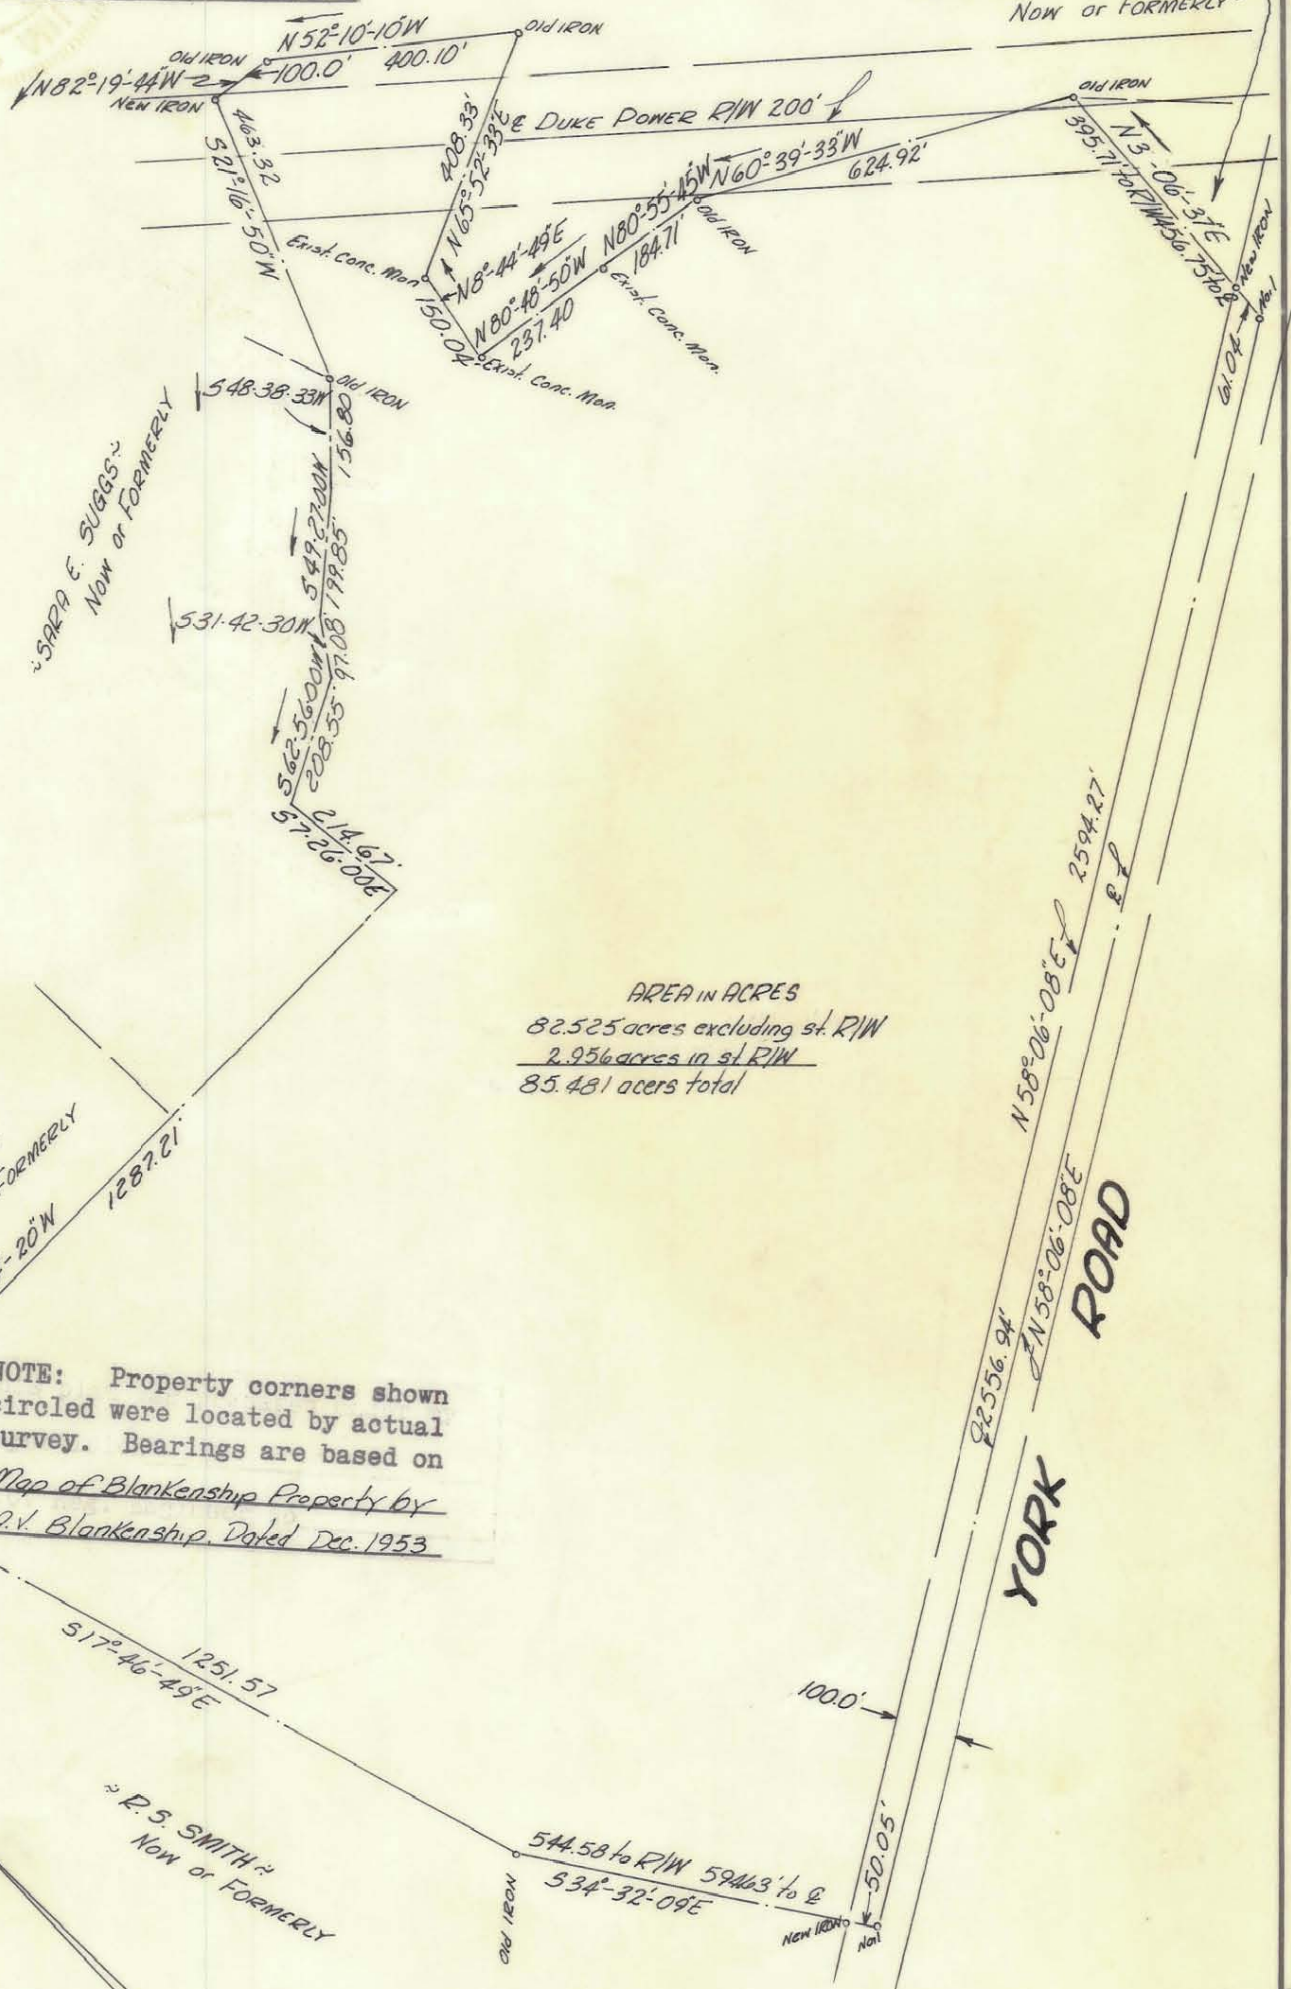 Now or FORMERLY
N52°-10'-10"W
100.0' 400.10'
Old IRON
Old IRON
N82°-19'-44"W
NEW IRON
463.32
S21°-16'-50"W
408.33'
N65°-52'-33"E
℄ DUKE POWER R/W 200'
Old IRON
N60°-39'-33"W
624.92'
N3°-06'-37"E
395.71' to R/W 456.75' to ℄
New IRON
No.1
61.04
Exist. Conc. Mon.
N8°-44'-49"E
150.04
N80°-48'-50"W
237.40
N80°-55'-45"W
184.71'
Old IRON
Exist. Conc. Mon.
Exist. Conc. Mon.
S48-38-33W
Old IRON
156.80
SARA E. SUGGS
Now or FORMERLY
S49-27-00W
199.85'
S31-42-30W
97.08
S62-56-00W
208.55'
214.67'
S7-26-00E
AREA IN ACRES
82.525 acres excluding st. R/W
2.956 acres in st R/W
85.481 acers total
N58°-06'-08"E
2594.27'
℄
N58°-06'-08"E
2556.94'
YORK ROAD
FORMERLY
-20"W
1287.21'
NOTE: Property corners shown
circled were located by actual
survey. Bearings are based on
Map of Blankenship Property by
D.V. Blankenship. Dated Dec. 1953
1251.57
S17°-46'-49"E
R.S. SMITH
Now or FORMERLY
100.0'
544.58 to R/W 594.63' to ℄
S34°-32'-09"E
Old IRON
50.05'
New IRON